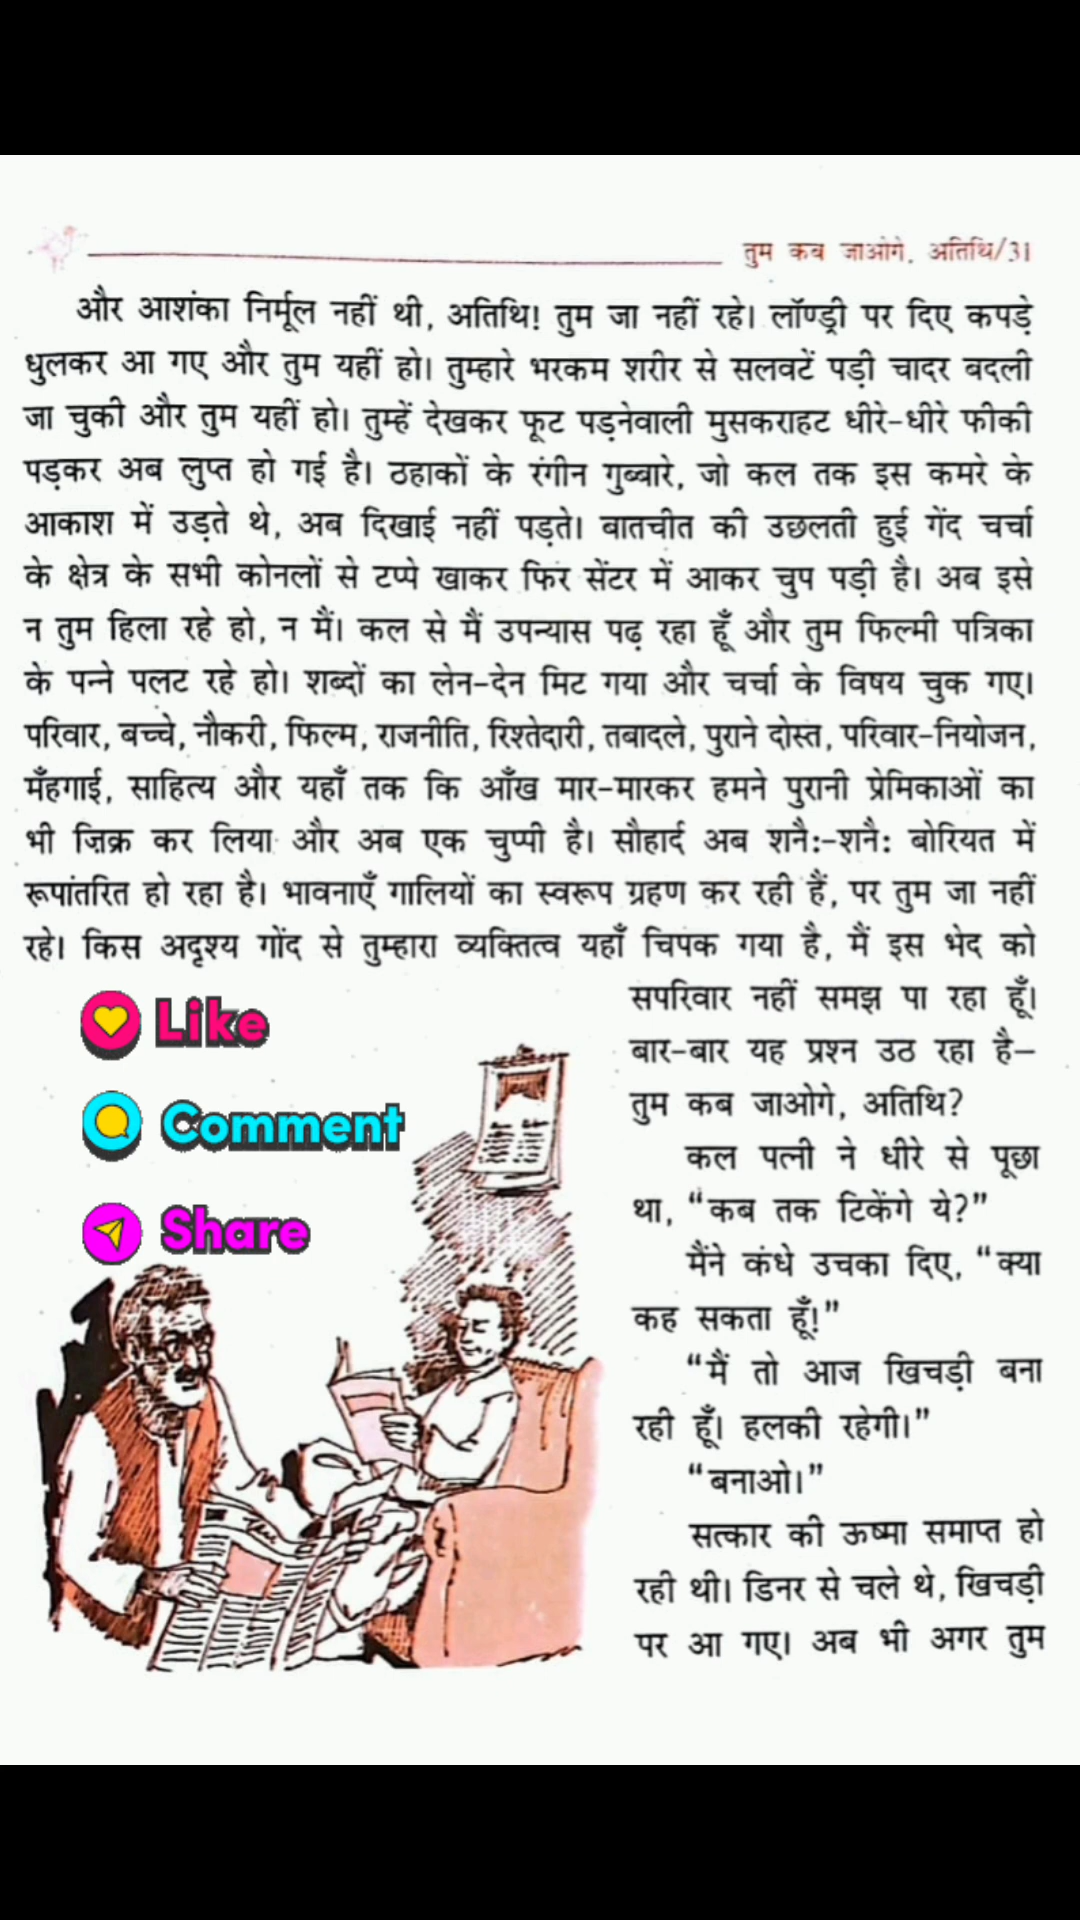 तुम कब जाओगे, अतिथि/31
और आशंका निर्मूल नहीं थी, अतिथि! तुम जा नहीं रहे। लॉण्ड्री पर दिए कपड़े
धुलकर आ गए और तुम यहीं हो। तुम्हारे भरकम शरीर से सलवटें पड़ी चादर बदली
जा चुकी और तुम यहीं हो। तुम्हें देखकर फूट पड़नेवाली मुसकराहट धीरे-धीरे फीकी
पड़कर अब लुप्त हो गई है। ठहाकों के रंगीन गुब्बारे, जो कल तक इस कमरे के
आकाश में उड़ते थे, अब दिखाई नहीं पड़ते। बातचीत की उछलती हुई गेंद चर्चा
के क्षेत्र के सभी कोनलों से टप्पे खाकर फिर सेंटर में आकर चुप पड़ी है। अब इसे
न तुम हिला रहे हो, न मैं। कल से मैं उपन्यास पढ़ रहा हूँ और तुम फिल्मी पत्रिका
के पन्ने पलट रहे हो। शब्दों का लेन-देन मिट गया और चर्चा के विषय चुक गए।
परिवार, बच्चे, नौकरी, फिल्म, राजनीति, रिश्तेदारी, तबादले, पुराने दोस्त, परिवार-नियोजन,
मँहगाई, साहित्य और यहाँ तक कि आँख मार-मारकर हमने पुरानी प्रेमिकाओं का
भी ज़िक्र कर लिया और अब एक चुप्पी है। सौहार्द अब शनै:-शनै: बोरियत में
रूपांतरित हो रहा है। भावनाएँ गालियों का स्वरूप ग्रहण कर रही हैं, पर तुम जा नहीं
रहे। किस अदृश्य गोंद से तुम्हारा व्यक्तित्व यहाँ चिपक गया है, मैं इस भेद को
सपरिवार नहीं समझ पा रहा हूँ।
बार-बार यह प्रश्न उठ रहा है—
तुम कब जाओगे, अतिथि?
कल पत्नी ने धीरे से पूछा
था, “कब तक टिकेंगे ये?”
मैंने कंधे उचका दिए, “क्या
कह सकता हूँ!”
“मैं तो आज खिचड़ी बना
रही हूँ। हलकी रहेगी।”
“बनाओ।”
सत्कार की ऊष्मा समाप्त हो
रही थी। डिनर से चले थे, खिचड़ी
पर आ गए। अब भी अगर तुम
Like
Comment
Share